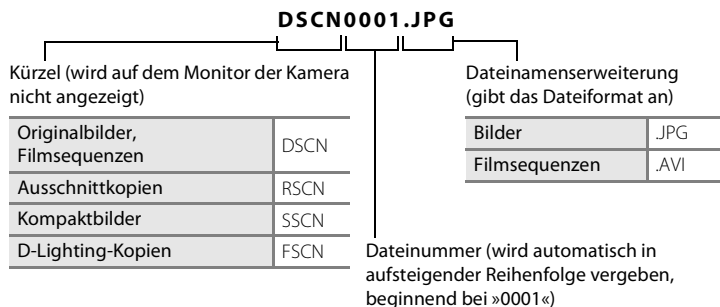 DSCN0001.JPG
Kürzel (wird auf dem Monitor der Kamera
nicht angezeigt)
Originalbilder,
Filmsequenzen DSCN
Ausschnittkopien RSCN
Kompaktbilder SSCN
D-Lighting-Kopien FSCN
Dateinamenserweiterung
(gibt das Dateiformat an)
Bilder .JPG
Filmsequenzen .AVI
Dateinummer (wird automatisch in
aufsteigender Reihenfolge vergeben,
beginnend bei »0001«)